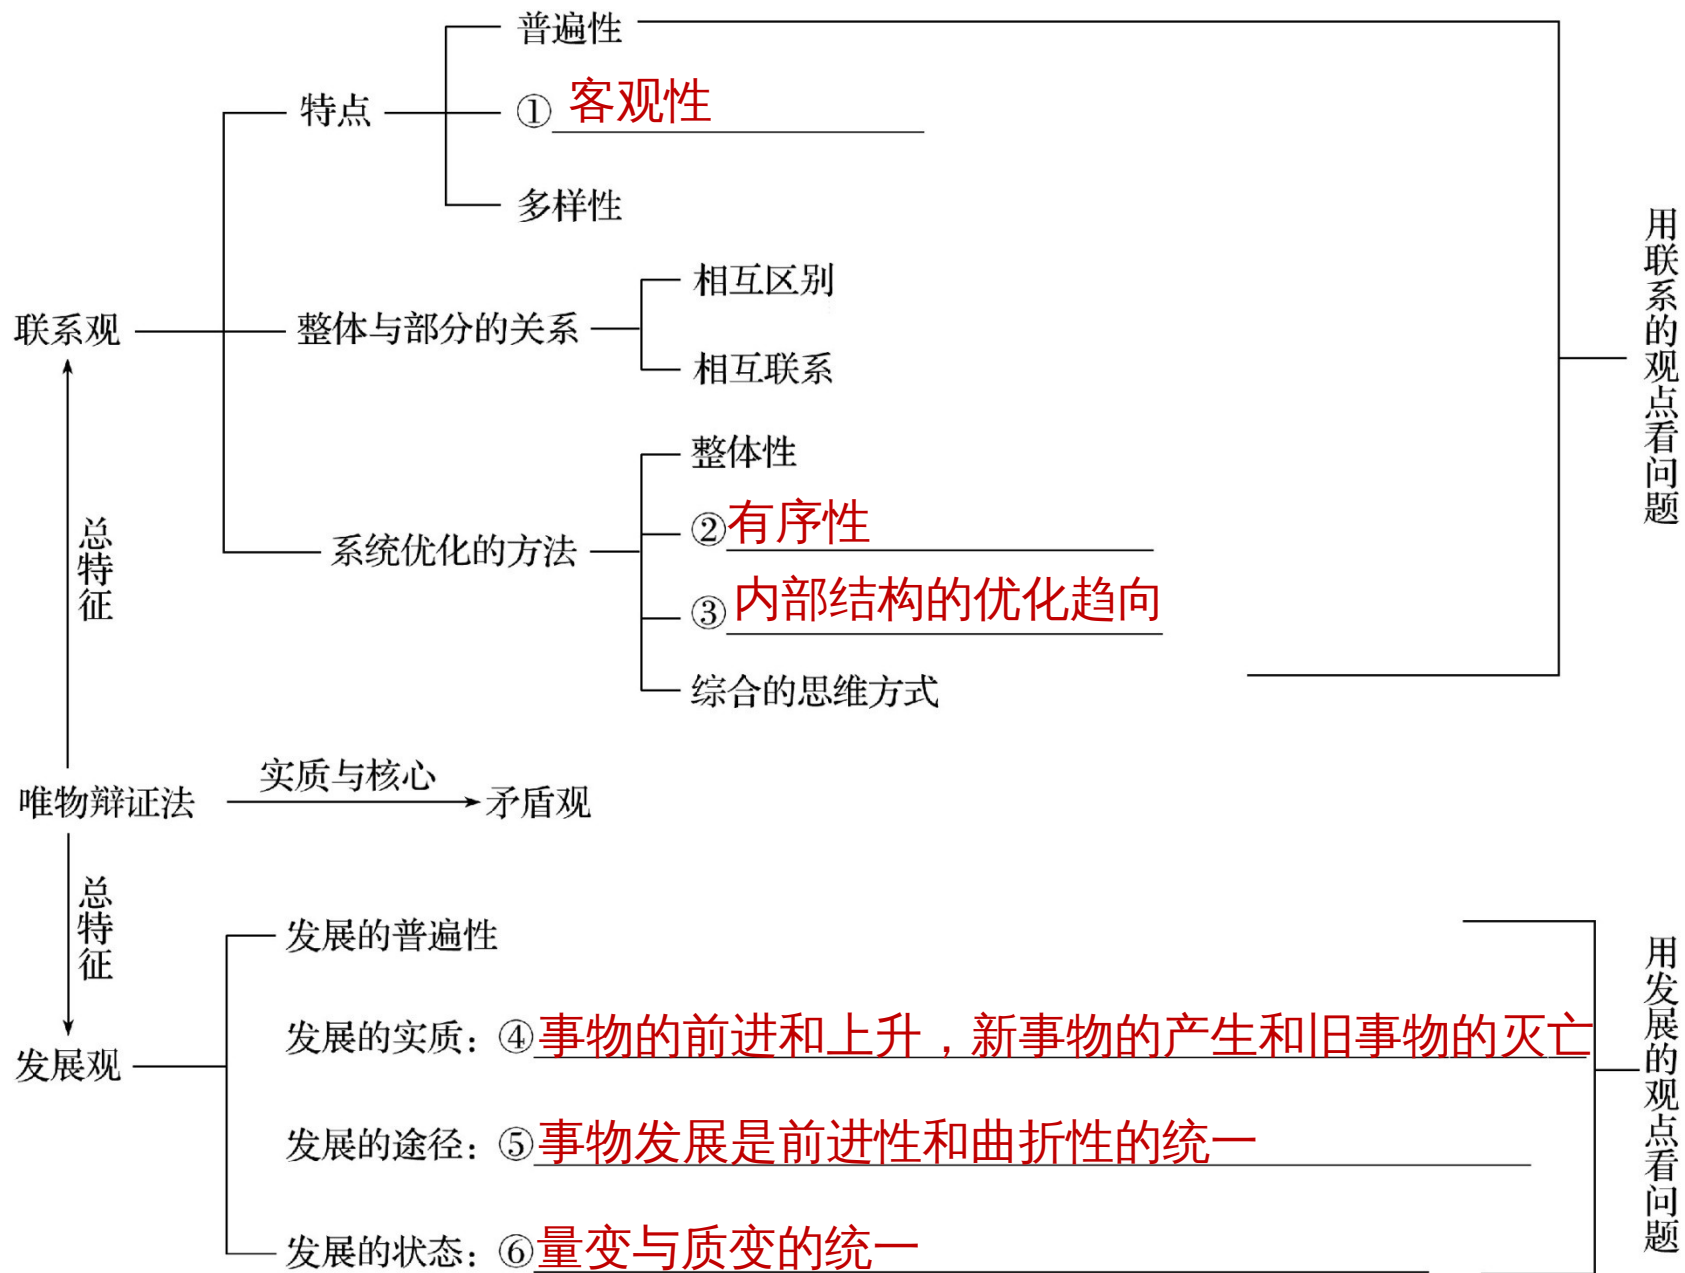 普遍性
特点
①客观性
多样性
相互区别
联系观
整体与部分的关系
相互联系
整体性
②有序性
系统优化的方法
③内部结构的优化趋向
综合的思维方式
用联系的观点看问题
总特征
实质与核心
唯物辩证法
矛盾观
总特征
发展的普遍性
发展的实质：④事物的前进和上升，新事物的产生和旧事物的灭亡
发展观
发展的途径：⑤事物发展是前进性和曲折性的统一
发展的状态：⑥量变与质变的统一
用发展的观点看问题